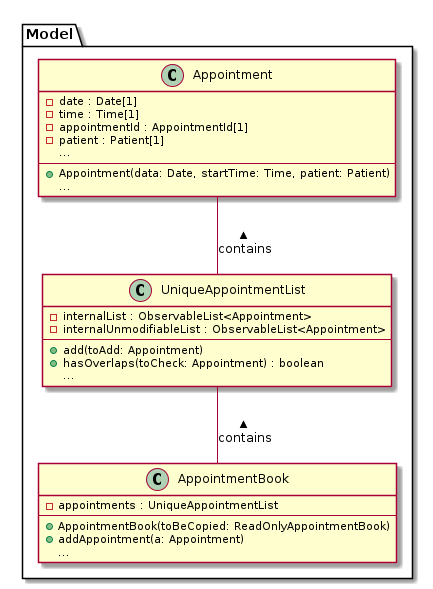 Model
C Appointment
date : Date[1]
time : Time[1]
appointmentId : AppointmentId[1]
patient : Patient[1]
...
Appointment(data: Date, startTime: Time, patient: Patient)
...
contains
C UniqueAppointmentList
internalList : ObservableList<Appointment>
internalUnmodifiableList : ObservableList<Appointment>
add(toAdd: Appointment)
hasOverlaps(toCheck: Appointment) : boolean
...
contains
C AppointmentBook
appointments : UniqueAppointmentList
AppointmentBook(toBeCopied: ReadOnlyAppointmentBook)
addAppointment(a: Appointment)
...